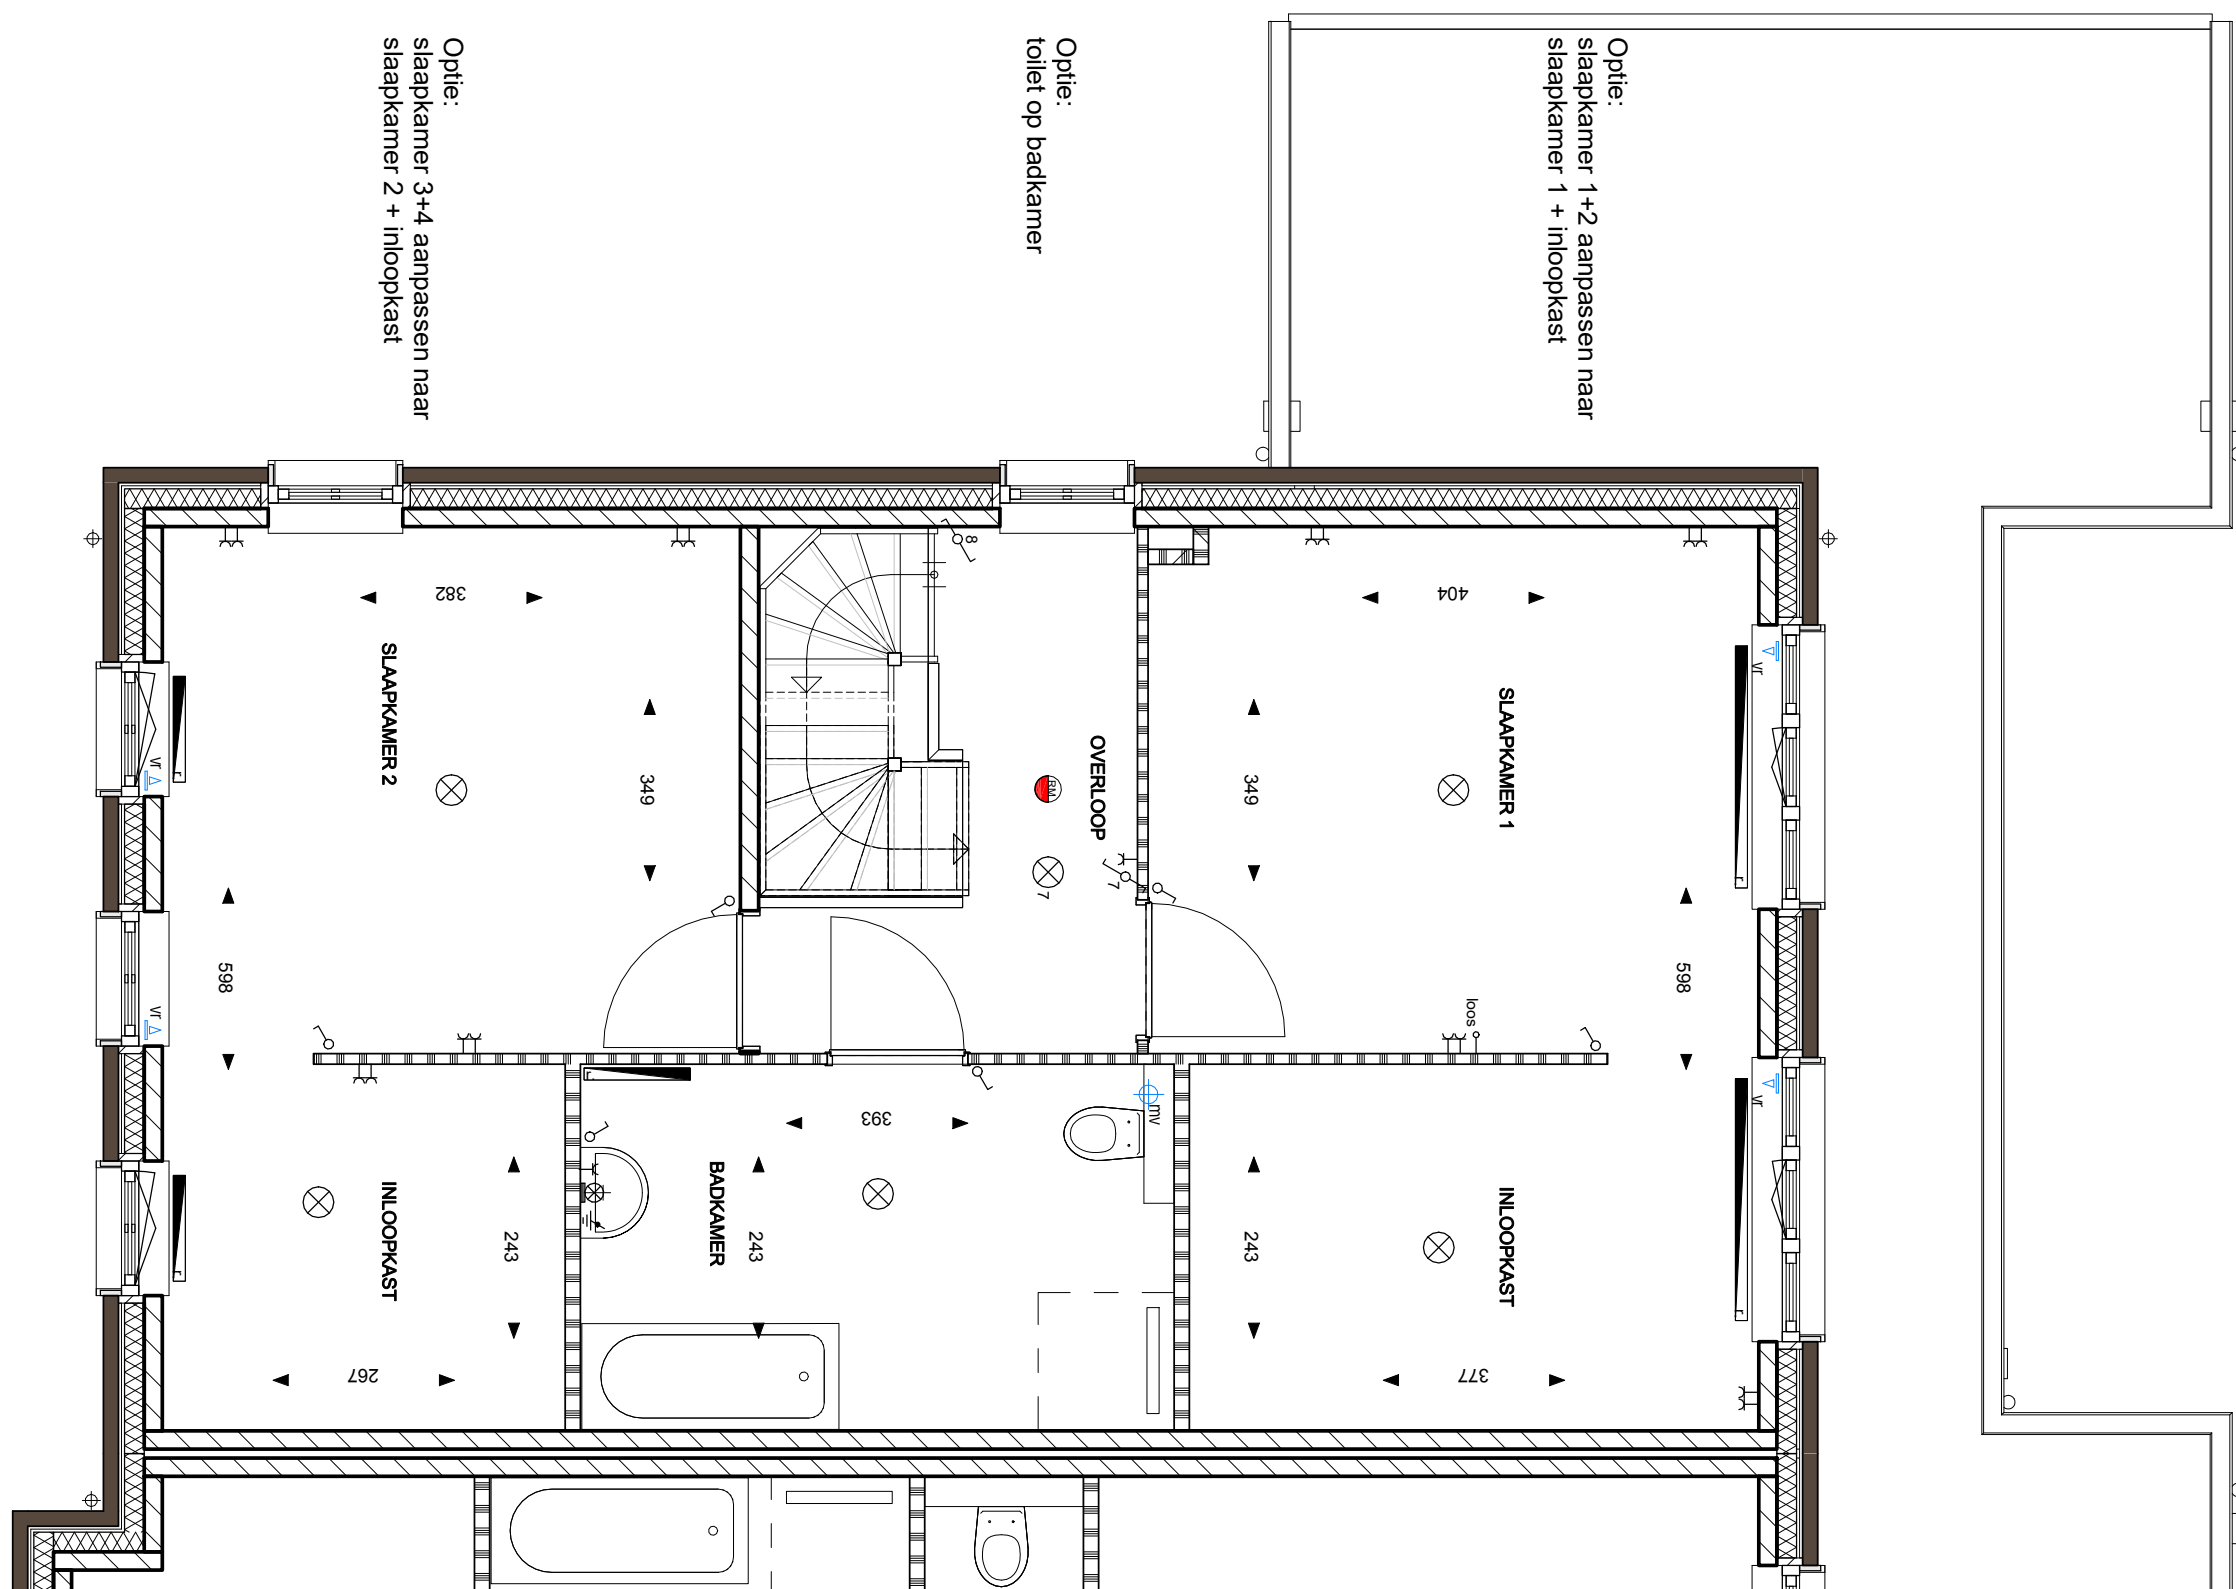 Optie:
slaapkamer 1+2 aanpassen naar
slaapkamer 1 + inloopkast
Optie:
toilet op badkamer
Optie:
slaapkamer 3+4 aanpassen naar
slaapkamer 2 + inloopkast
SLAAPKAMER 1
404
349
598
vr
vr
loos
INLOOPKAST
243
377
OVERLOOP
RM
7
7
8
BADKAMER
393
243
mv
SLAAPKAMER 2
382
349
598
vr
vr
INLOOPKAST
243
267